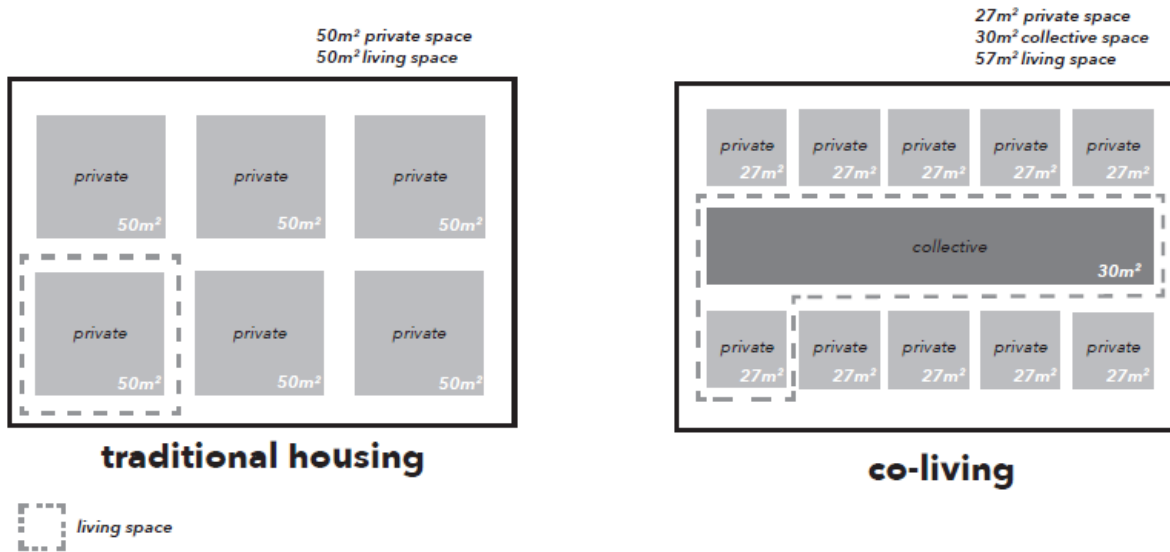 50m² private space
50m² living space
private
50m²
private
50m²
private
50m²
private
50m²
private
50m²
private
50m²
traditional housing
living space
27m² private space
30m² collective space
57m² living space
private
27m²
private
27m²
private
27m²
private
27m²
private
27m²
collective
30m²
private
27m²
private
27m²
private
27m²
private
27m²
private
27m²
co-living